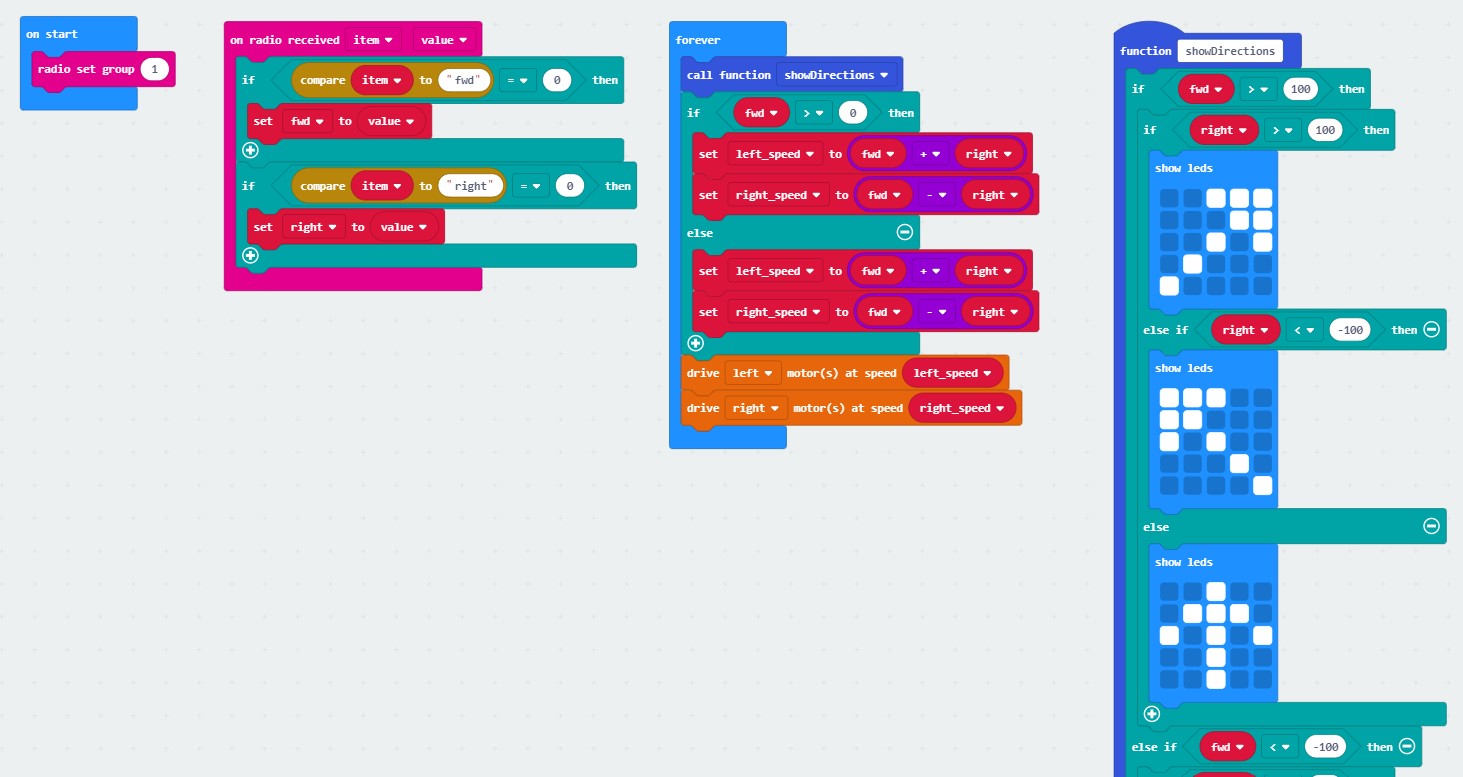 on start
radio set group 1
on radio received item value
if compare item to "fwd" = 0 then
set fwd to value
if compare item to "right" = 0 then
set right to value
forever
call function showDirections
if fwd > 0 then
set left_speed to fwd + right
set right_speed to fwd - right
else
set left_speed to fwd + right
set right_speed to fwd - right
drive left motor(s) at speed left_speed
drive right motor(s) at speed right_speed
function showDirections
if fwd > 100 then
if right > 100 then
show leds
else if right < -100 then
show leds
else
show leds
else if fwd < -100 then